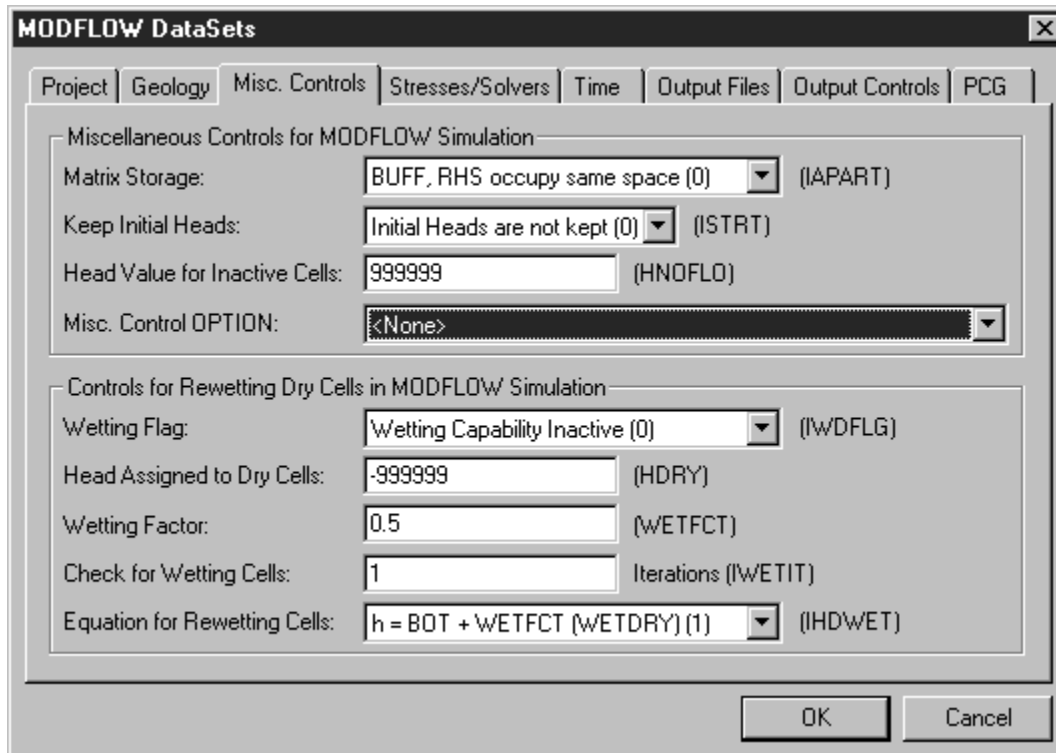 MODFLOW DataSets
Project Geology Misc. Controls Stresses/Solvers Time Output Files Output Controls PCG
Miscellaneous Controls for MODFLOW Simulation
Matrix Storage: BUFF, RHS occupy same space (0) (IAPART)
Keep Initial Heads: Initial Heads are not kept (0) (ISTRT)
Head Value for Inactive Cells: 999999 (HNOFLO)
Misc. Control OPTION: <None>
Controls for Rewetting Dry Cells in MODFLOW Simulation
Wetting Flag: Wetting Capability Inactive (0) (IWDFLG)
Head Assigned to Dry Cells: -999999 (HDRY)
Wetting Factor: 0.5 (WETFCT)
Check for Wetting Cells: 1 Iterations (IWETIT)
Equation for Rewetting Cells: h = BOT + WETFCT (WETDRY) (1) (IHDWET)
OK Cancel